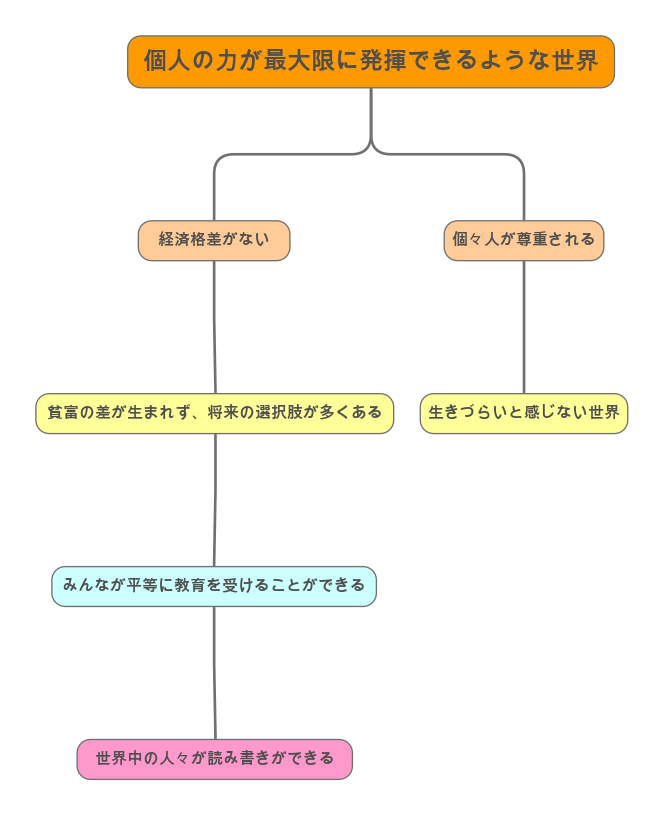 個人の力が最大限に発揮できるような世界
経済格差がない
個々人が尊重される
貧富の差が生まれず、将来の選択肢が多くある
生きづらいと感じない世界
みんなが平等に教育を受けることができる
世界中の人々が読み書きができる